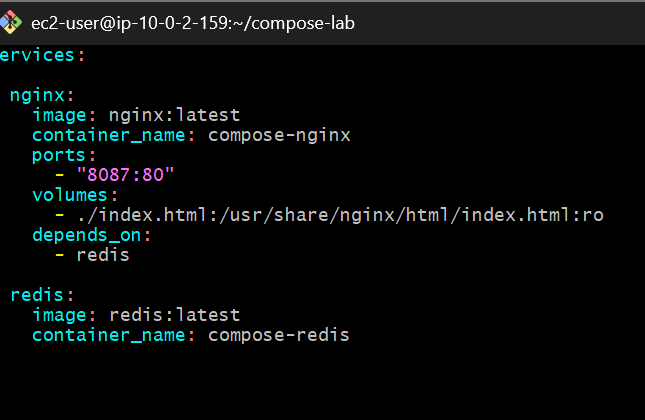 ec2-user@ip-10-0-2-159:~/compose-lab
ervices:
nginx:
image: nginx:latest
container_name: compose-nginx
ports:
- "8087:80"
volumes:
- ./index.html:/usr/share/nginx/html/index.html:ro
depends_on:
- redis
redis:
image: redis:latest
container_name: compose-redis